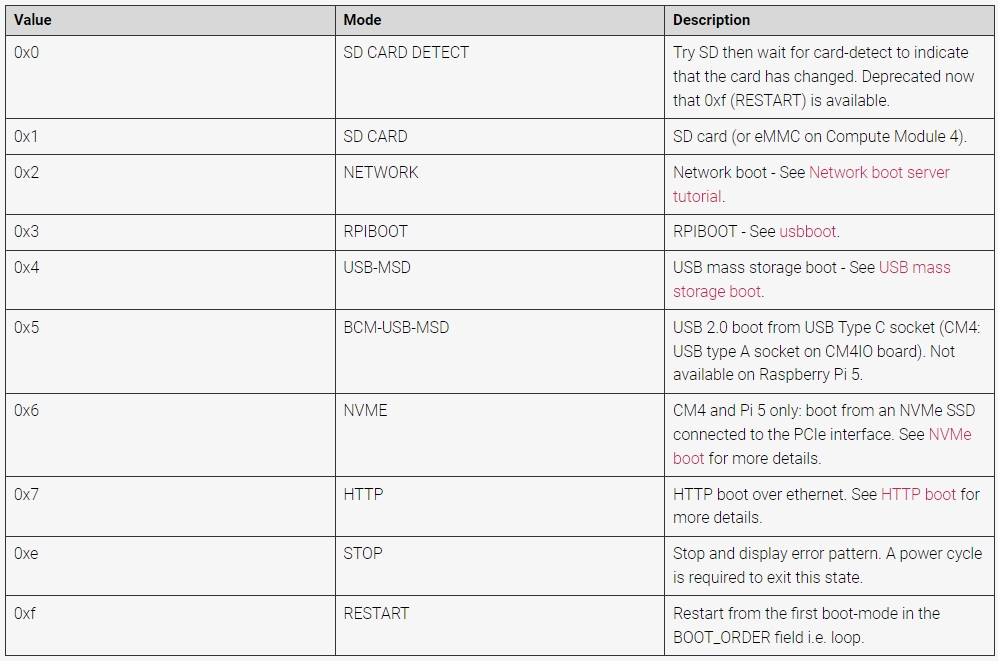 Value Mode Description
0x0 SD CARD DETECT Try SD then wait for card-detect to indicate
that the card has changed. Deprecated now
that 0xf (RESTART) is available.
0x1 SD CARD SD card (or eMMC on Compute Module 4).
0x2 NETWORK Network boot - See Network boot server
tutorial.
0x3 RPIBOOT RPIBOOT - See usbboot.
0x4 USB-MSD USB mass storage boot - See USB mass
storage boot.
0x5 BCM-USB-MSD USB 2.0 boot from USB Type C socket (CM4:
USB type A socket on CM4IO board). Not
available on Raspberry Pi 5.
0x6 NVME CM4 and Pi 5 only: boot from an NVMe SSD
connected to the PCIe interface. See NVMe
boot for more details.
0x7 HTTP HTTP boot over ethernet. See HTTP boot for
more details.
0xe STOP Stop and display error pattern. A power cycle
is required to exit this state.
0xf RESTART Restart from the first boot-mode in the
BOOT_ORDER field i.e. loop.